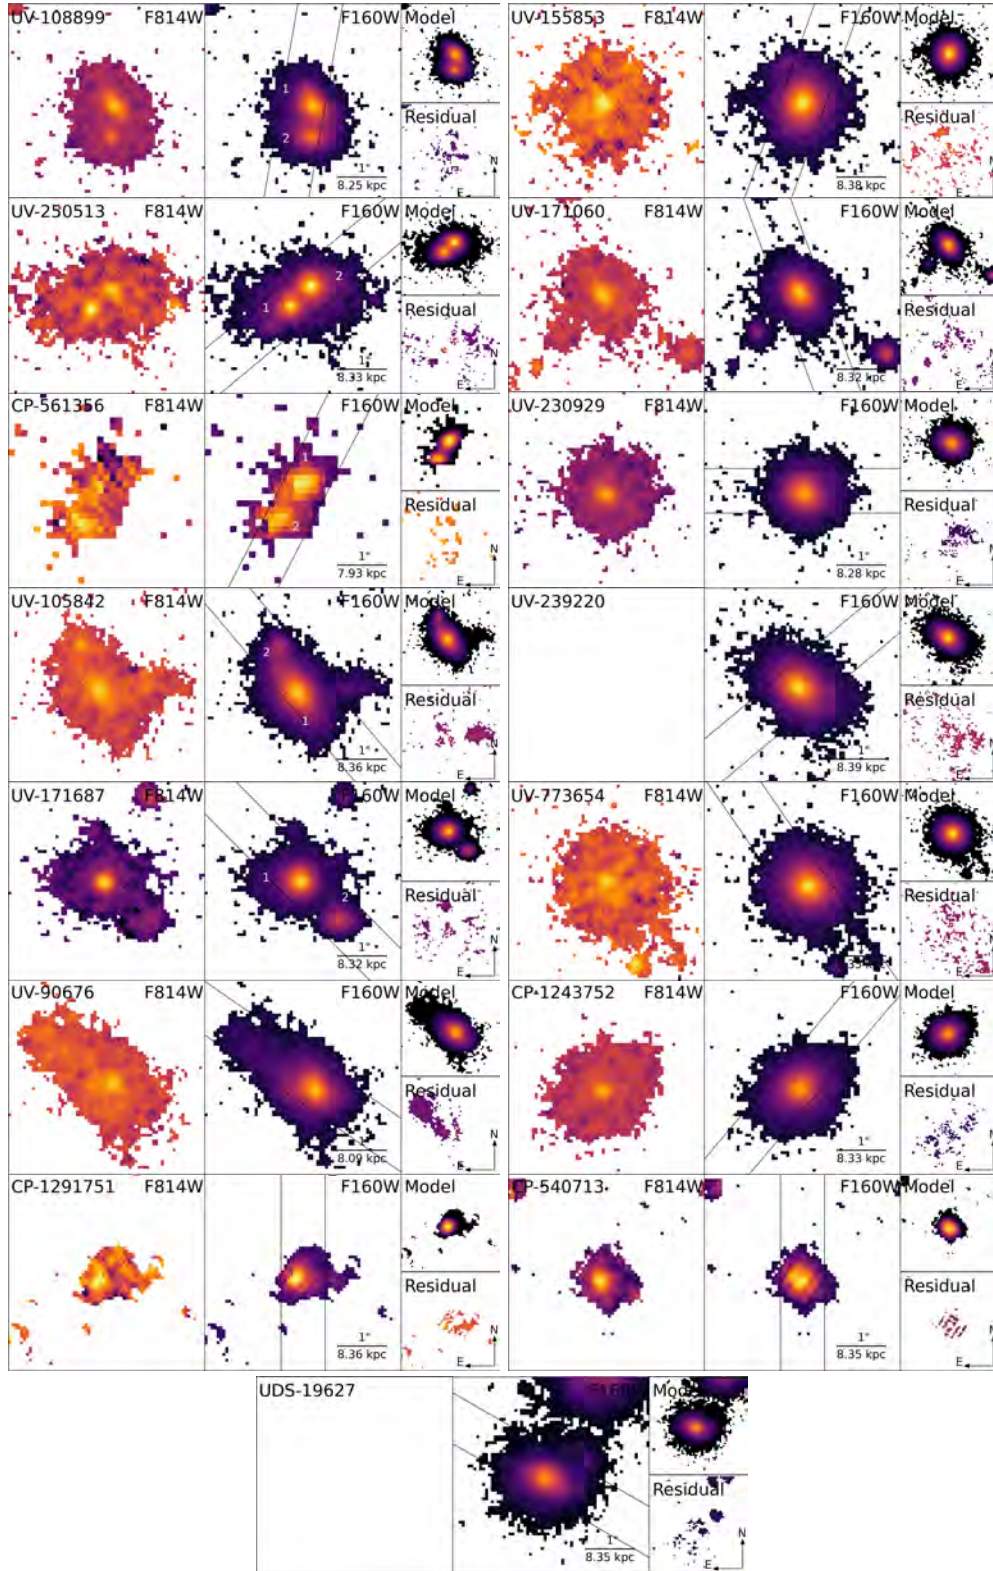 UV-108899 F814W F160W Model
1
2
Residual
1"
8.25 kpc
N
E
UV-155853 F814W F160W Model
Residual
1"
8.38 kpc
N
E
UV-250513 F814W F160W Model
2
1
Residual
1"
8.33 kpc
N
E
UV-171060 F814W F160W Model
Residual
1"
8.32 kpc
N
E
CP-561356 F814W F160W Model
1
2
Residual
1"
7.93 kpc
N
E
UV-230929 F814W F160W Model
Residual
1"
8.28 kpc
N
E
UV-105842 F814W F160W Model
2
1
Residual
1"
8.36 kpc
N
E
UV-239220 F160W Model
Residual
1"
8.39 kpc
N
E
UV-171687 F814W F160W Model
1
2
Residual
1"
8.32 kpc
N
E
UV-773654 F814W F160W Model
Residual
N
E
UV-90676 F814W F160W Model
Residual
8.09 kpc
N
E
CP-1243752 F814W F160W Model
Residual
1"
8.33 kpc
N
E
CP-1291751 F814W F160W Model
Residual
1"
8.36 kpc
N
E
CP-540713 F814W F160W Model
Residual
1"
8.35 kpc
N
E
UDS-19627 Model
Residual
1"
8.35 kpc
N
E